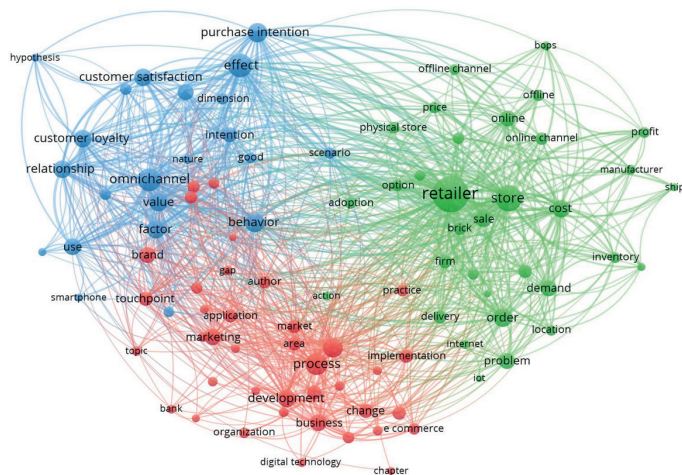 purchase intention
bops
hypothesis
effect
offline channel
customer satisfaction
offline
dimension
price
online
customer loyalty
intention
physical store
online channel
profit
nature
good
scenario
relationship
manufacturer
omnichannel
option
retailer
ship
value
adoption
store
cost
factor
behavior
sale
brick
use
brand
gap
firm
inventory
author
smartphone
touchpoint
action
practice
demand
application
delivery
order
market
location
marketing
area
internet
topic
process
implementation
problem
iot
development
bank
change
business
organization
e commerce
digital technology
chapter